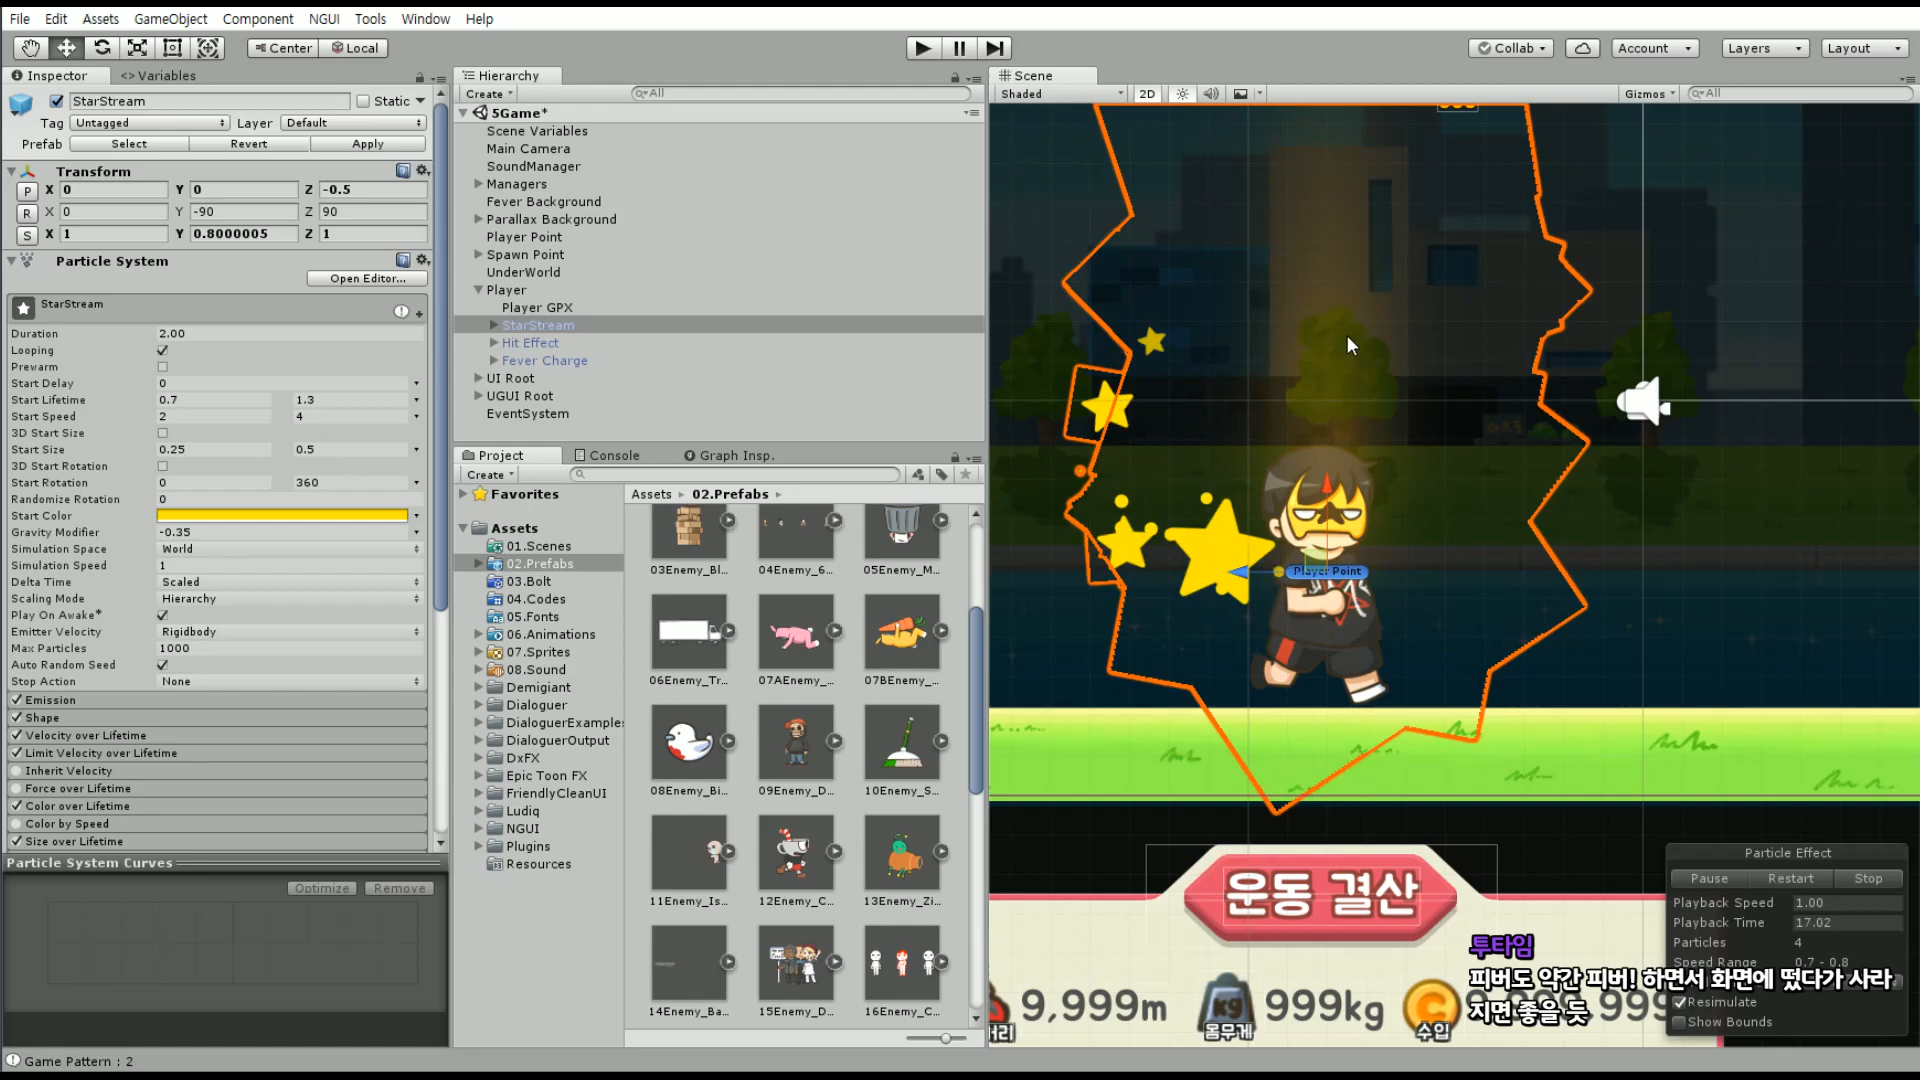 File Edit Assets GameObject Component NGUI Tools Window Help
Center Local
Collab Account Layers Layout
Inspector <> Variables
StarStream Static
Tag Untagged Layer Default
Prefab Select Revert Apply
Transform
P X 0 Y 0 Z -0.5
R X 0 Y -90 Z 90
S X 1 Y 0.8000005 Z 1
Particle System
Open Editor...
StarStream
Duration 2.00
Looping
Prewarm
Start Delay 0
Start Lifetime 0.7 1.3
Start Speed 2 4
3D Start Size
Start Size 0.25 0.5
3D Start Rotation
Start Rotation 0 360
Randomize Rotation 0
Start Color
Gravity Modifier -0.35
Simulation Space World
Simulation Speed 1
Delta Time Scaled
Scaling Mode Hierarchy
Play On Awake*
Emitter Velocity Rigidbody
Max Particles 1000
Auto Random Seed
Stop Action None
Emission
Shape
Velocity over Lifetime
Limit Velocity over Lifetime
Inherit Velocity
Force over Lifetime
Color over Lifetime
Color by Speed
Size over Lifetime
Particle System Curves
Optimize Remove
Game Pattern : 2
Hierarchy
Create All
5Game*
Scene Variables
Main Camera
SoundManager
Managers
Fever Background
Parallax Background
Player Point
Spawn Point
UnderWorld
Player
Player GPX
StarStream
Hit Effect
Fever Charge
UI Root
UGUI Root
EventSystem
Project Console Graph Insp.
Create
Favorites
Assets
01.Scenes
02.Prefabs
03.Bolt
04.Codes
05.Fonts
06.Animations
07.Sprites
08.Sound
Demigiant
Dialoguer
DialoguerExamples
DialoguerOutput
DxFX
Epic Toon FX
FriendlyCleanUI
Ludiq
NGUI
Plugins
Resources
Assets 02.Prefabs
03Enemy_Bl... 04Enemy_6... 05Enemy_M...
06Enemy_Tr... 07AEnemy_... 07BEnemy_...
08Enemy_Bi... 09Enemy_D... 10Enemy_S...
11Enemy_Is... 12Enemy_C... 13Enemy_Zi...
14Enemy_Ba... 15Enemy_D... 16Enemy_C...
Scene
Shaded 2D Gizmos All
Player Point
운동 결산
9,999m kg 999kg C
몸무게 수입
Particle Effect
Pause Restart Stop
Playback Speed 1.00
Playback Time 17.02
Particles 4
Speed Range 0.7 - 0.8
Resimulate
Show Bounds
투타임
피버도 약간 피버! 하면서 화면에 떴다가 사라
지면 좋을 듯